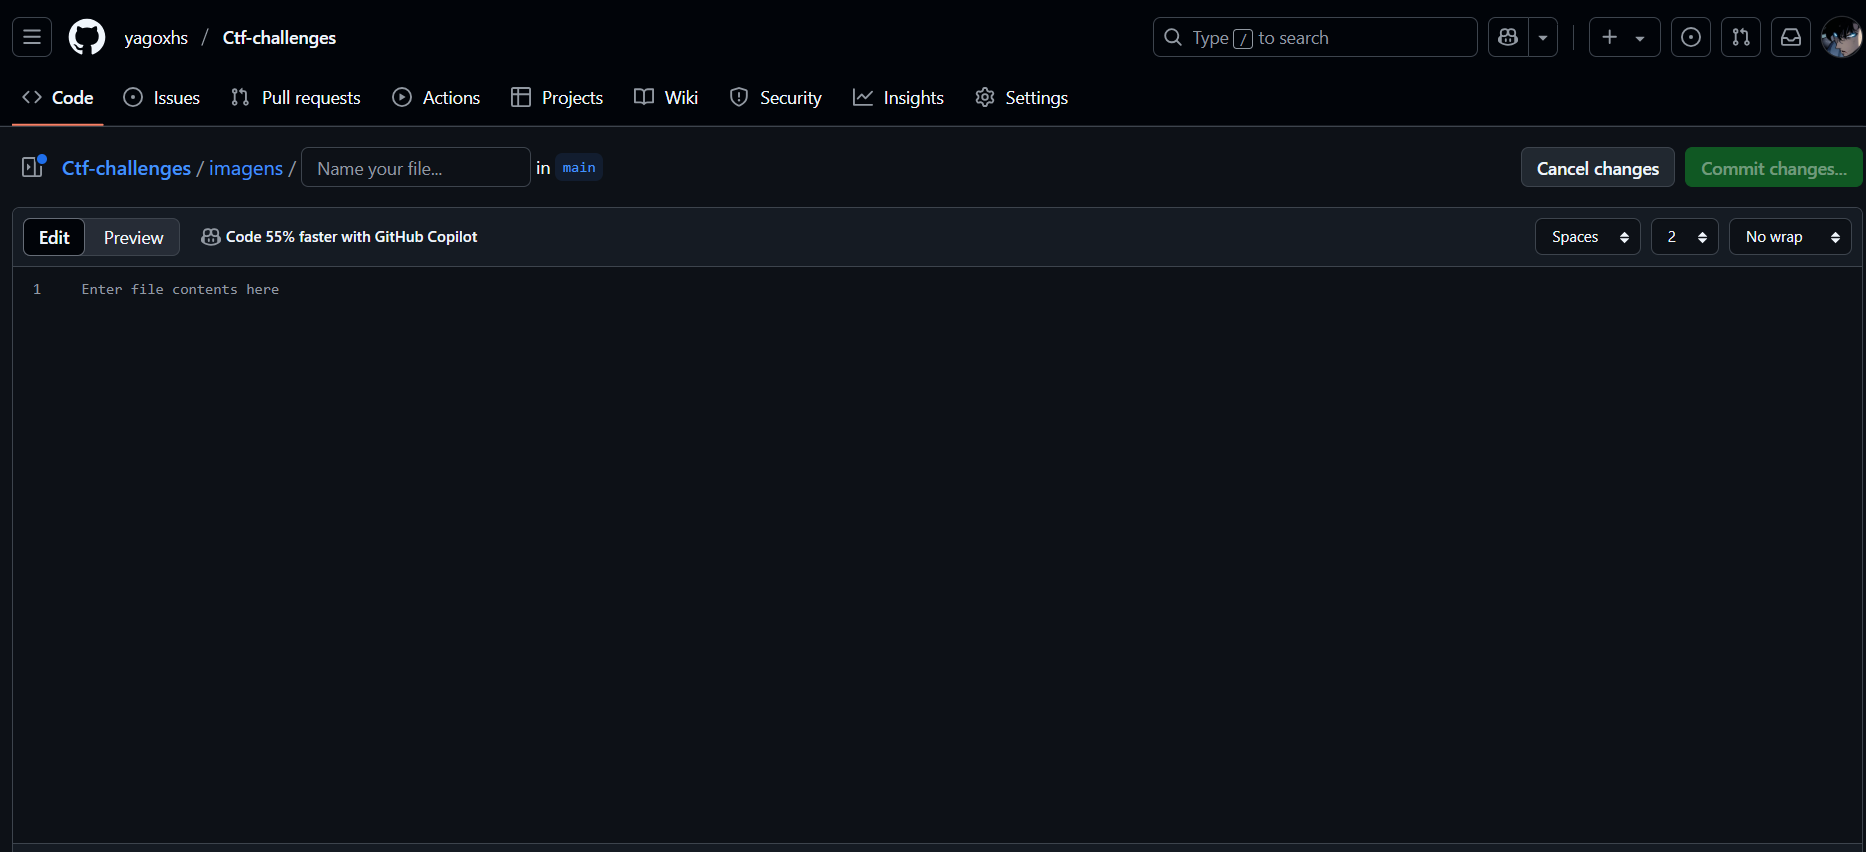 yagoxhs / Ctf-challenges Type / to search
Code Issues Pull requests Actions Projects Wiki Security Insights Settings
Ctf-challenges / imagens / Name your file... in main Cancel changes Commit changes...
Edit Preview Code 55% faster with GitHub Copilot Spaces 2 No wrap
1 Enter file contents here